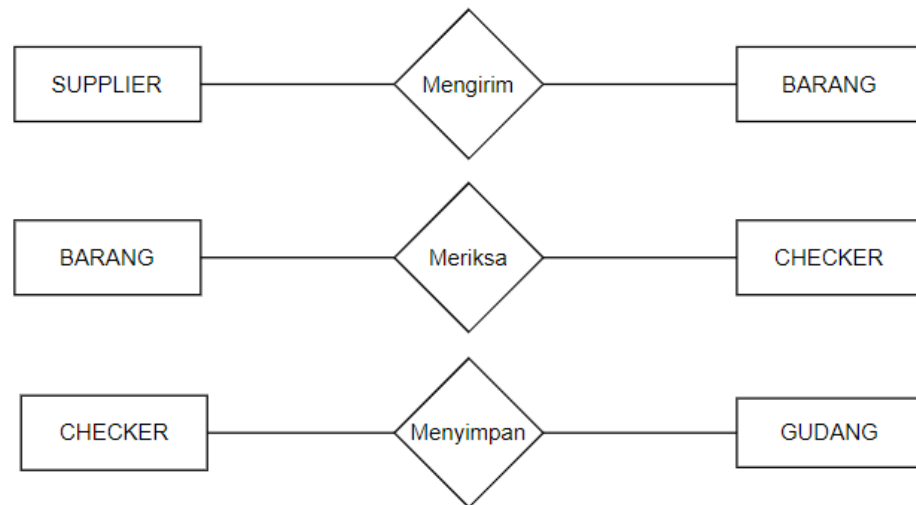 SUPPLIER Mengirim BARANG
BARANG Meriksa CHECKER
CHECKER Menyimpan GUDANG